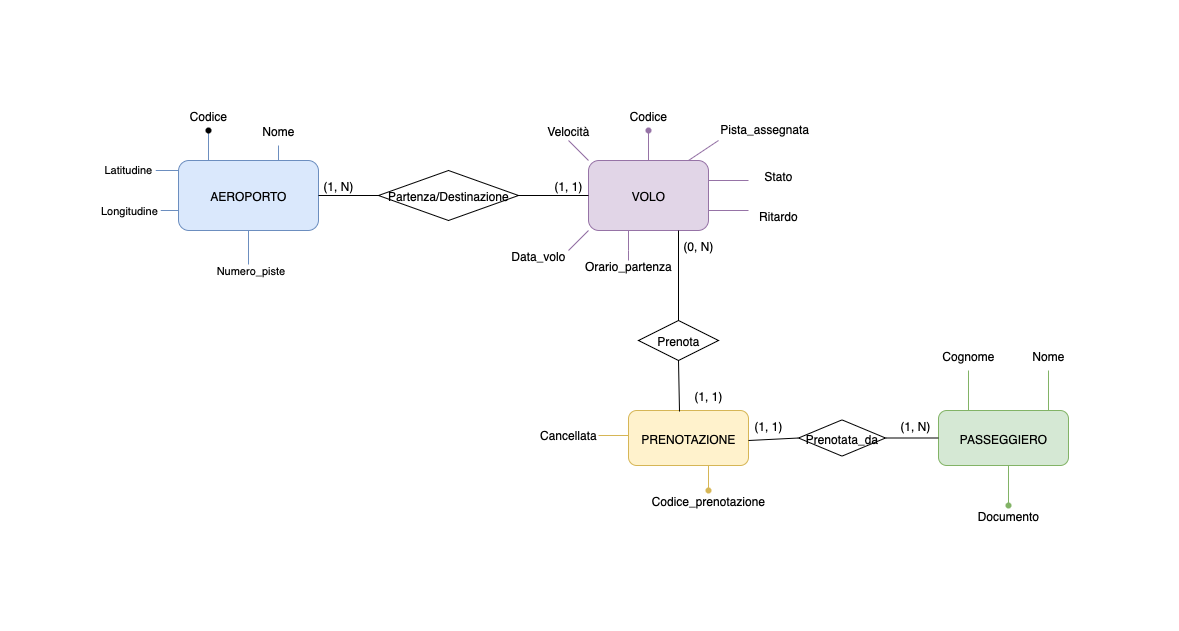 Codice
Nome
Latitudine
AEROPORTO
Longitudine
Numero_piste
(1, N)
Partenza/Destinazione
(1, 1)
Velocità
Codice
Pista_assegnata
VOLO
Stato
Ritardo
Data_volo
Orario_partenza
(0, N)
Prenota
(1, 1)
Cancellata
PRENOTAZIONE
Codice_prenotazione
(1, 1)
Prenotata_da
(1, N)
Cognome
Nome
PASSEGGIERO
Documento